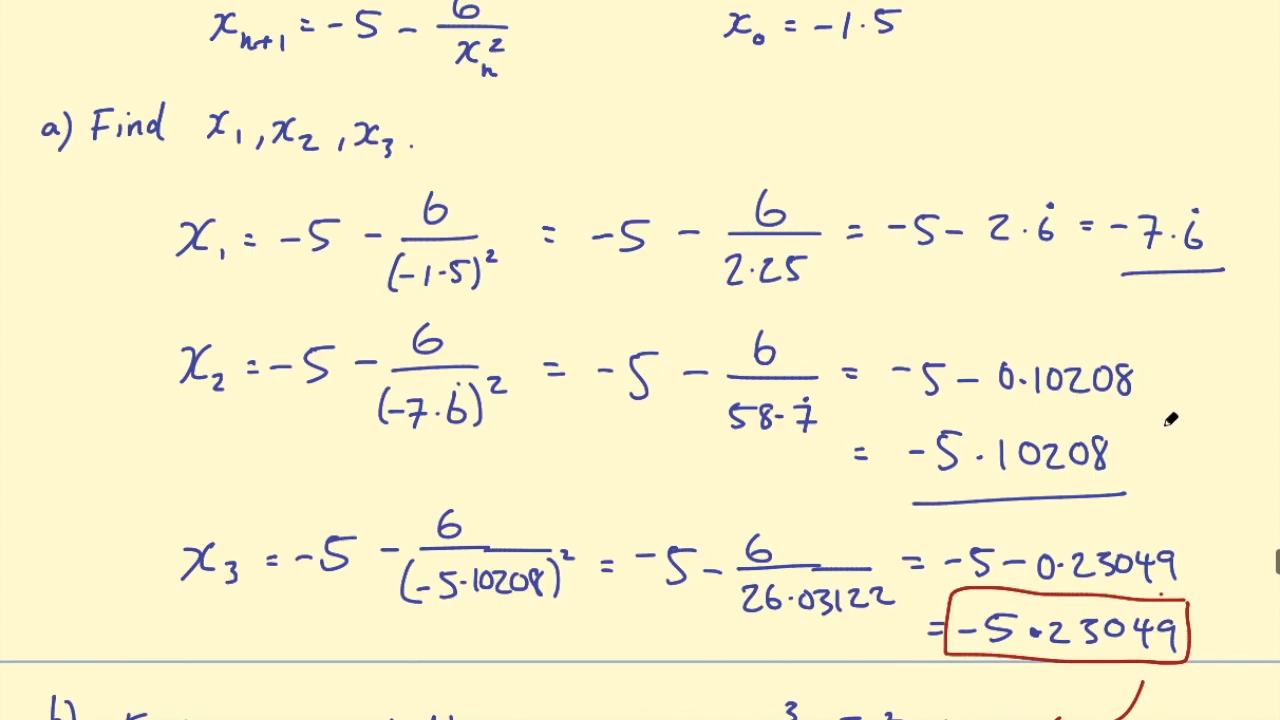 xₙ₊₁ = -5 - 6/xₙ² x₀ = -1·5
a) Find x₁, x₂, x₃.
x₁ = -5 - 6/(-1·5)² = -5 - 6/2·25 = -5 - 2·6̇ = -7·6̇
x₂ = -5 - 6/(-7·6̇)² = -5 - 6/58·7̇ = -5 - 0·10208
= -5·10208
x₃ = -5 - 6/(-5·10208)² = -5 - 6/26·03122 = -5 - 0·23049
= -5·23049
b)